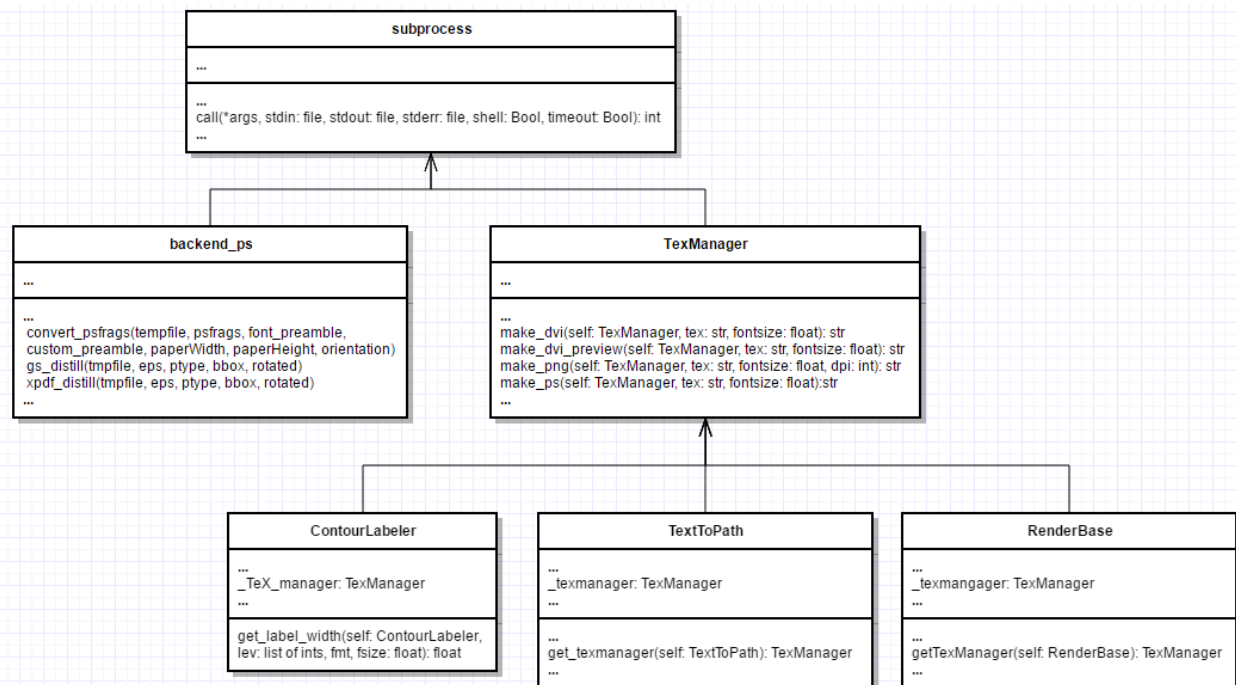 subprocess
...
...
call(*args, stdin: file, stdout: file, stderr: file, shell: Bool, timeout: Bool): int
...
backend_ps
...
...
convert_psfrags(tempfile, psfrags, font_preamble,
custom_preamble, paperWidth, paperHeight, orientation)
gs_distill(tmpfile, eps, ptype, bbox, rotated)
xpdf_distill(tmpfile, eps, ptype, bbox, rotated)
...
TexManager
...
...
make_dvi(self: TexManager, tex: str, fontsize: float): str
make_dvi_preview(self: TexManager, tex: str, fontsize: float): str
make_png(self: TexManager, tex: str, fontsize: float, dpi: int): str
make_ps(self: TexManager, tex: str, fontsize: float):str
...
ContourLabeler
...
_TeX_manager: TexManager
...
get_label_width(self: ContourLabeler,
lev: list of ints, fmt, fsize: float): float
TextToPath
...
_texmanager: TexManager
...
...
get_texmanager(self: TextToPath): TexManager
...
RenderBase
...
_texmangager: TexManager
...
...
getTexManager(self: RenderBase): TexManager
...